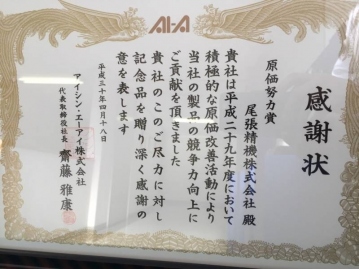 AI-A
感謝状
原価努力賞
尾張精機株式会社 殿
貴社は平成二十九年度において
積極的な原価改善活動により
当社の製品の競争力向上に
ご貢献を頂きました
貴社のこのご尽力に対し
記念品を贈り深く感謝の
意を表します
平成三十年四月十八日
アイシン・エーアイ株式会社
代表取締役社長 齋藤雅康